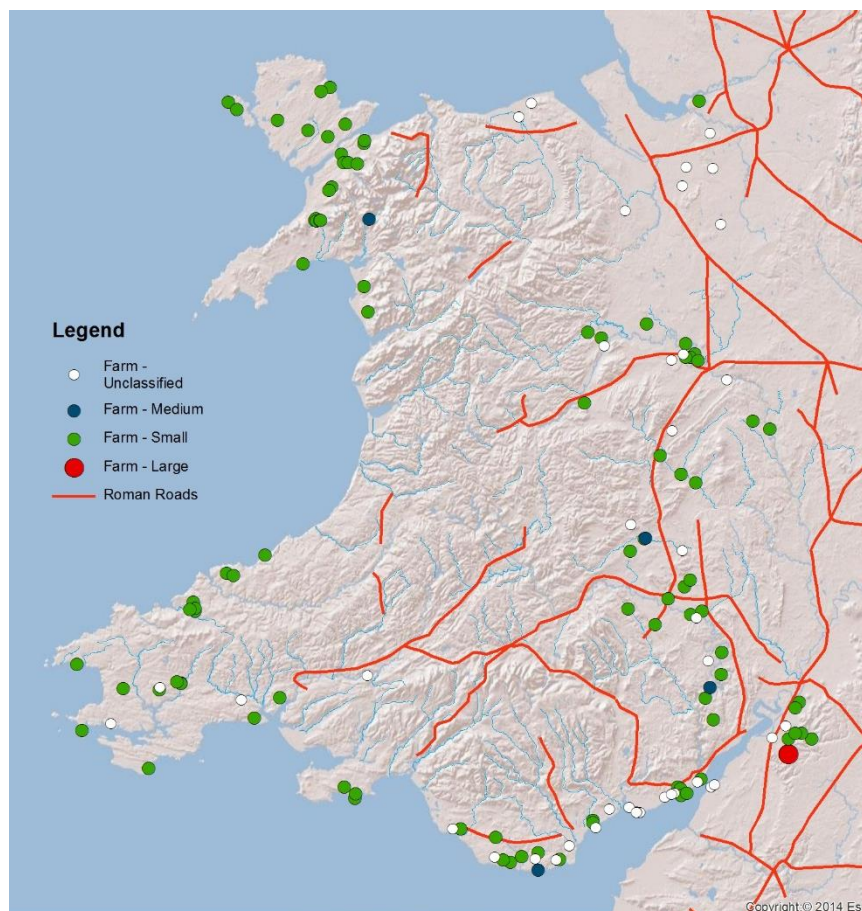 Legend
Farm -
Unclassified
Farm - Medium
Farm - Small
Farm - Large
Roman Roads
Copyright © 2014 Es